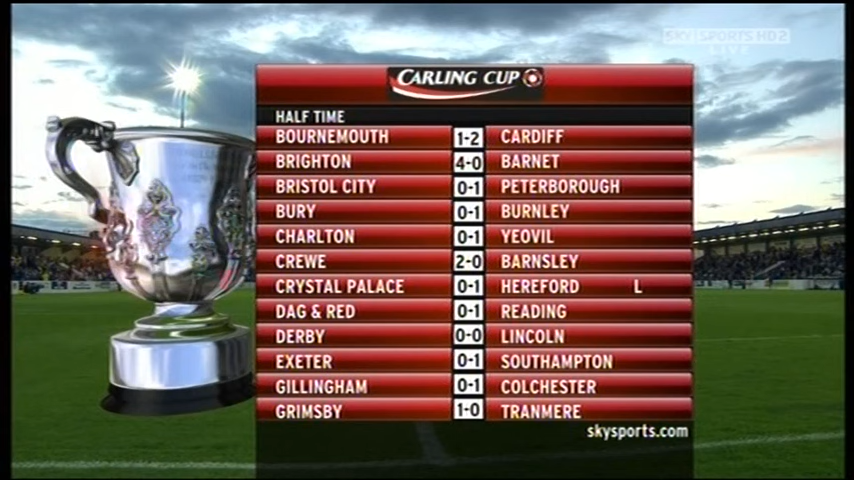 SKY SPORTS HD2
LIVE
CARLING CUP
HALF TIME
BOURNEMOUTH 1-2 CARDIFF
BRIGHTON 4-0 BARNET
BRISTOL CITY 0-1 PETERBOROUGH
BURY 0-1 BURNLEY
CHARLTON 0-1 YEOVIL
CREWE 2-0 BARNSLEY
CRYSTAL PALACE 0-1 HEREFORD L
DAG & RED 0-1 READING
DERBY 0-0 LINCOLN
EXETER 0-1 SOUTHAMPTON
GILLINGHAM 0-1 COLCHESTER
GRIMSBY 1-0 TRANMERE
skysports.com